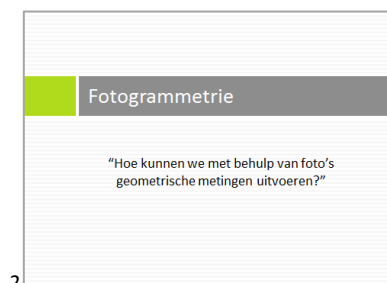 Fotogrammetrie
“Hoe kunnen we met behulp van foto’s
geometrische metingen uitvoeren?”
2